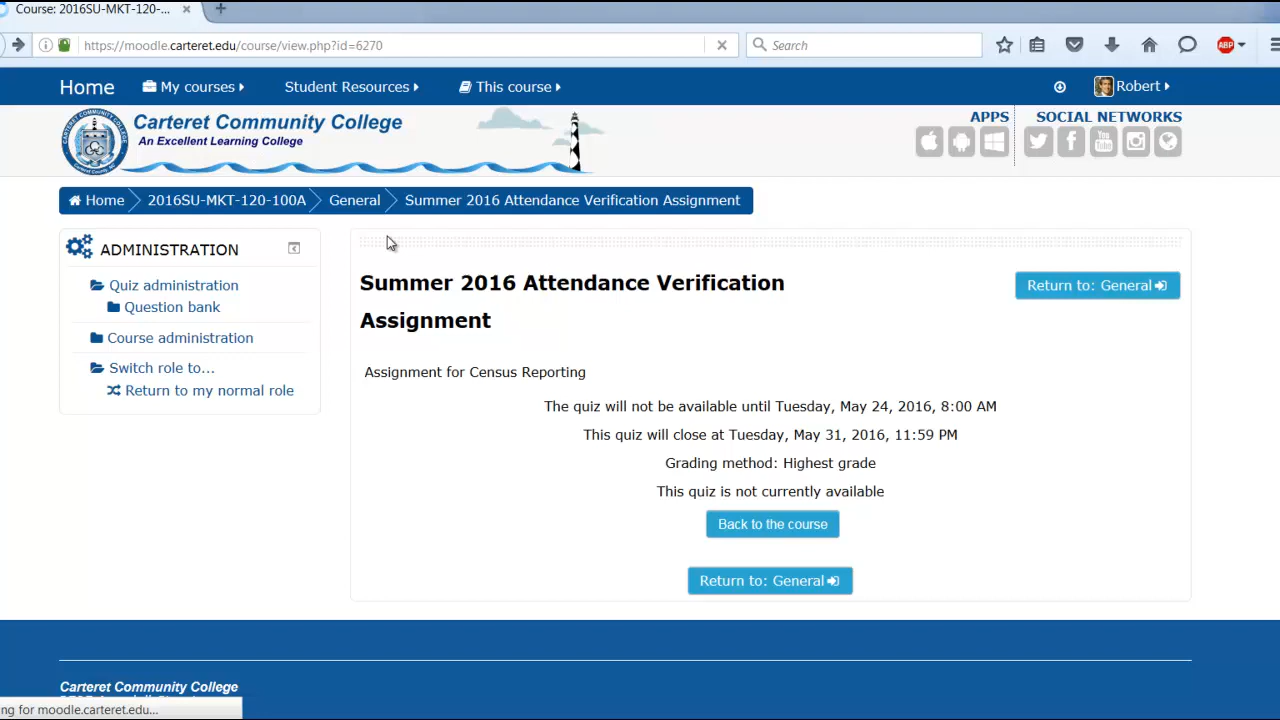 Course: 2016SU-MKT-120-...
https://moodle.carteret.edu/course/view.php?id=6270
Search
ABP
Home
My courses
Student Resources
This course
Robert
Carteret Community College
An Excellent Learning College
APPS
SOCIAL NETWORKS
Home
2016SU-MKT-120-100A
General
Summer 2016 Attendance Verification Assignment
ADMINISTRATION
Quiz administration
Question bank
Course administration
Switch role to...
Return to my normal role
Summer 2016 Attendance Verification
Assignment
Return to: General
Assignment for Census Reporting
The quiz will not be available until Tuesday, May 24, 2016, 8:00 AM
This quiz will close at Tuesday, May 31, 2016, 11:59 PM
Grading method: Highest grade
This quiz is not currently available
Back to the course
Return to: General
Carteret Community College
ng for moodle.carteret.edu...